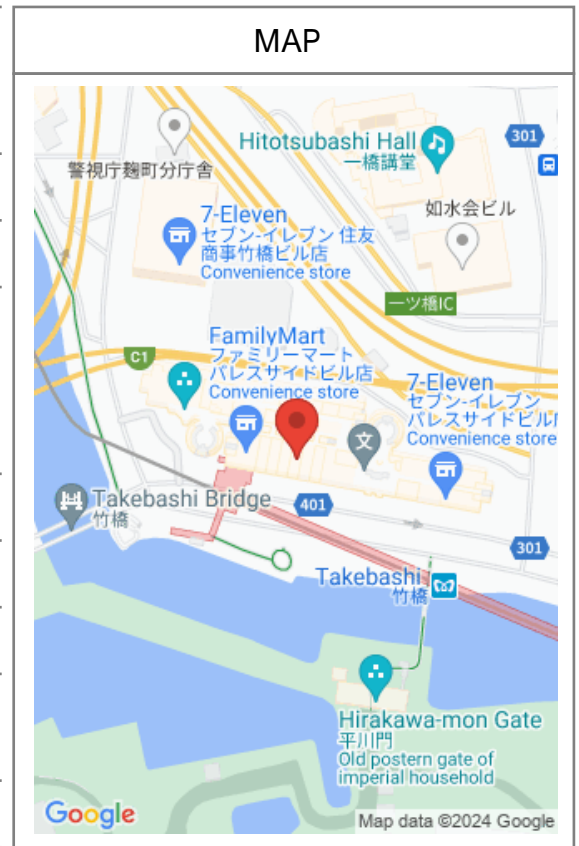 MAP
Hitotsubashi Hall
一橋講堂
301
警視庁麹町分庁舎
7-Eleven
セブン-イレブン 住友
商事竹橋ビル店
Convenience store
如水会ビル
一ツ橋IC
C1
FamilyMart
ファミリーマート
パレスサイドビル店
Convenience store
7-Eleven
セブン-イレブン
パレスサイドビル
Convenience store
文
Takebashi Bridge
竹橋
401
301
Takebashi
竹橋
Hirakawa-mon Gate
平川門
Old postern gate of
imperial household
Google
Map data ©2024 Google